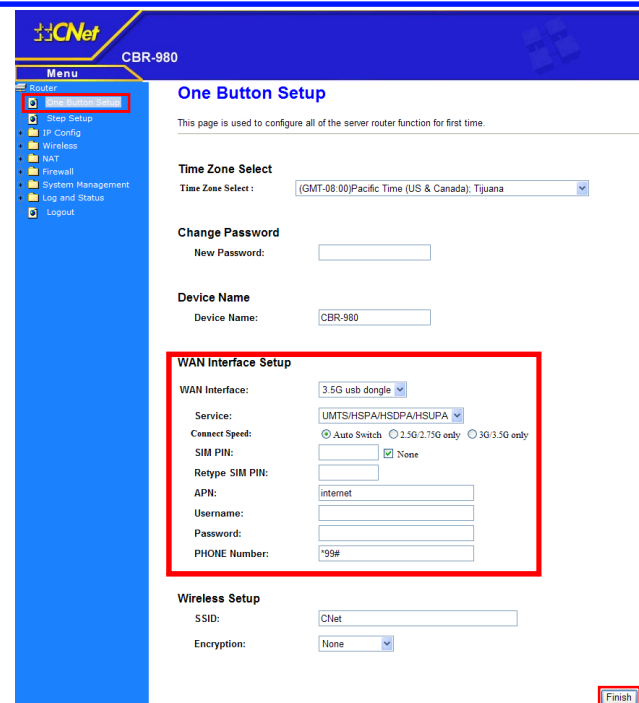 CNet
CBR-980
Menu
Router
One Button Setup
Step Setup
IP Config
Wireless
NAT
Firewall
System Management
Log and Status
Logout
One Button Setup
This page is used to configure all of the server router function for first time.
Time Zone Select
Time Zone Select : (GMT-08:00)Pacific Time (US & Canada); Tijuana
Change Password
New Password:
Device Name
Device Name: CBR-980
WAN Interface Setup
WAN Interface: 3.5G usb dongle
Service: UMTS/HSPA/HSDPA/HSUPA
Connect Speed: Auto Switch 2.5G/2.75G only 3G/3.5G only
SIM PIN: None
Retype SIM PIN:
APN: internet
Username:
Password:
PHONE Number: *99#
Wireless Setup
SSID: CNet
Encryption: None
Finish